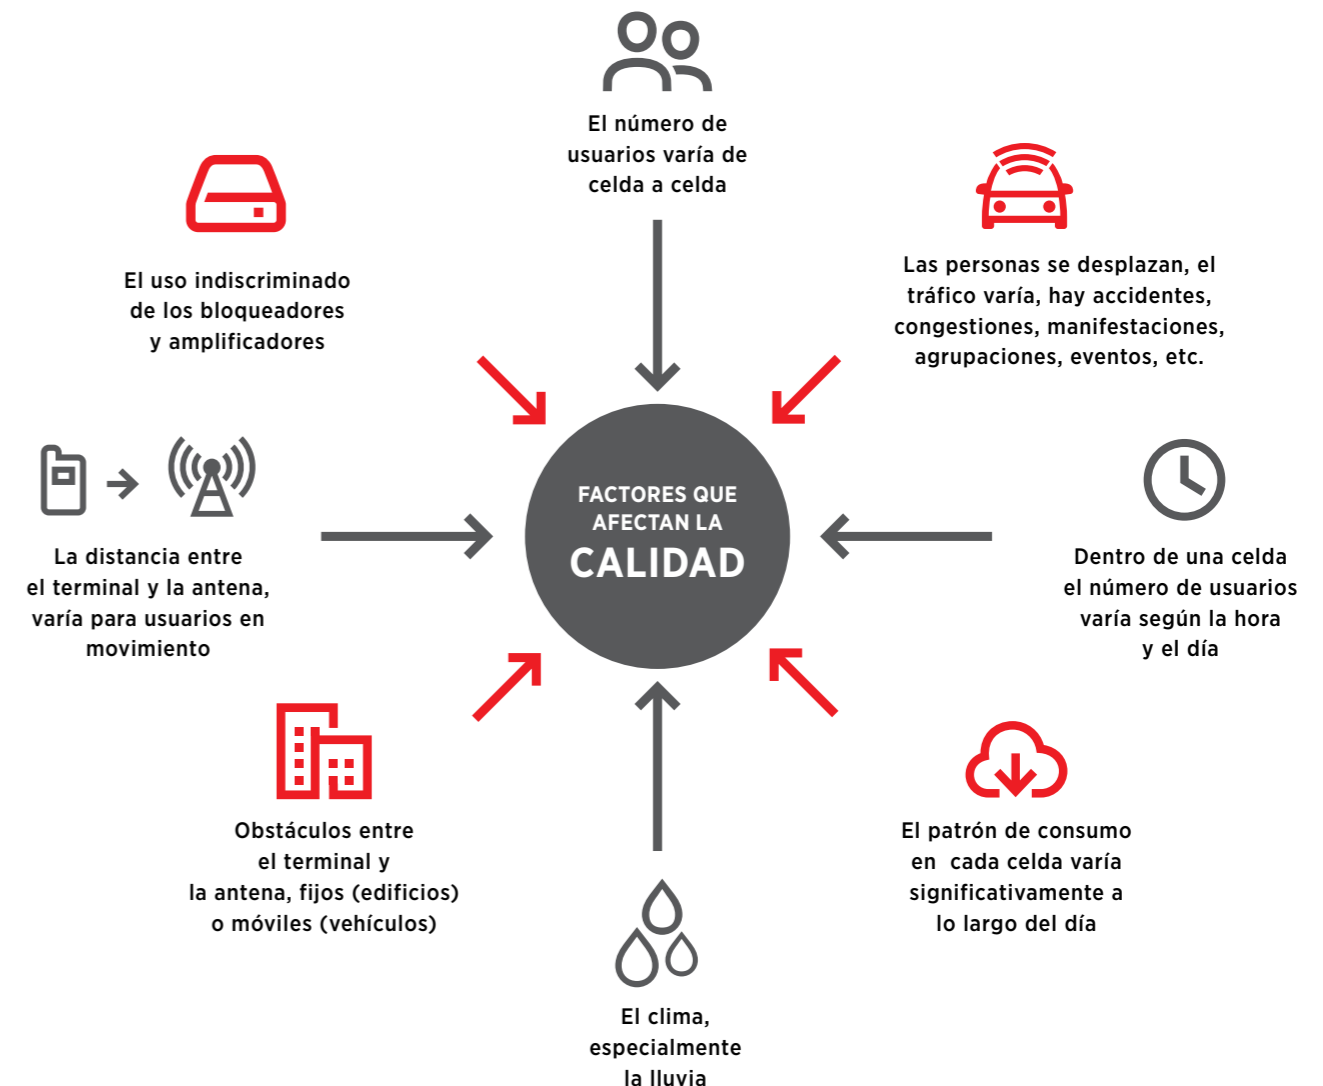 El número de
usuarios varía de
celda a celda
Las personas se desplazan, el
tráfico varía, hay accidentes,
congestiones, manifestaciones,
agrupaciones, eventos, etc.
El uso indiscriminado
de los bloqueadores
y amplificadores
FACTORES QUE
AFECTAN LA
CALIDAD
La distancia entre
el terminal y la antena,
varía para usuarios en
movimiento
Dentro de una celda
el número de usuarios
varía según la hora
y el día
Obstáculos entre
el terminal y
la antena, fijos (edificios)
o móviles (vehículos)
El patrón de consumo
en cada celda varía
significativamente a
lo largo del día
El clima,
especialmente
la lluvia